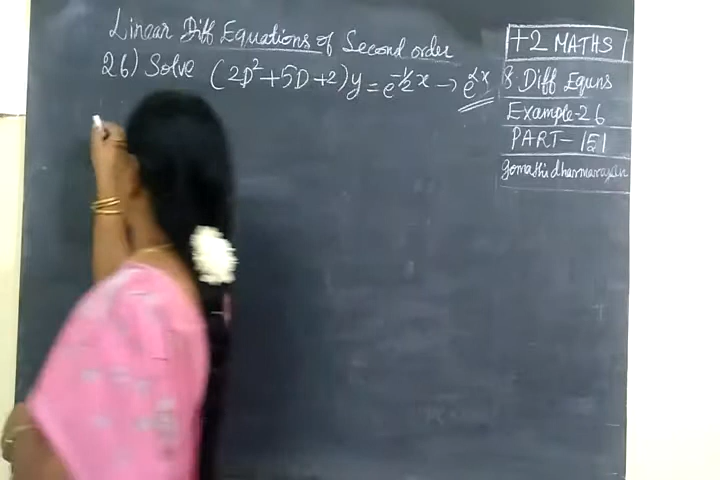 Linear Diff Equations of Second order
26) Solve (2D²+5D+2)y = e^{-1/2 x} → e^{αx}
+2 MATHS
8 Diff Equns
Example-26
PART-